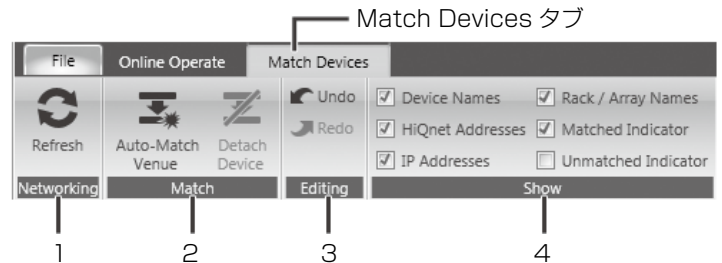 Match Devices タブ
File Online Operate Match Devices
Undo ☑ Device Names ☑ Rack / Array Names
Redo ☑ HiQnet Addresses ☑ Matched Indicator
Refresh Auto-Match Venue Detach Device ☑ IP Addresses ☐ Unmatched Indicator
Networking Match Editing Show
1 2 3 4